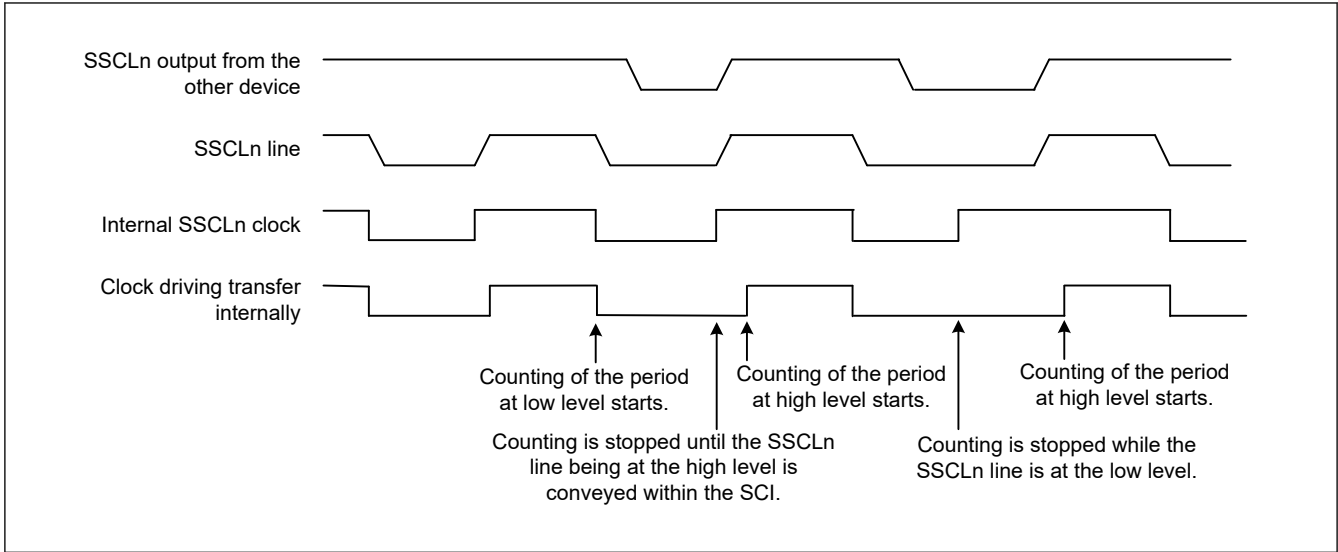 SSCLn output from the
other device
SSCLn line
Internal SSCLn clock
Clock driving transfer
internally
Counting of the period
at low level starts.
Counting of the period
at high level starts.
Counting of the period
at high level starts.
Counting is stopped until the SSCLn
line being at the high level is
conveyed within the SCI.
Counting is stopped while the
SSCLn line is at the low level.